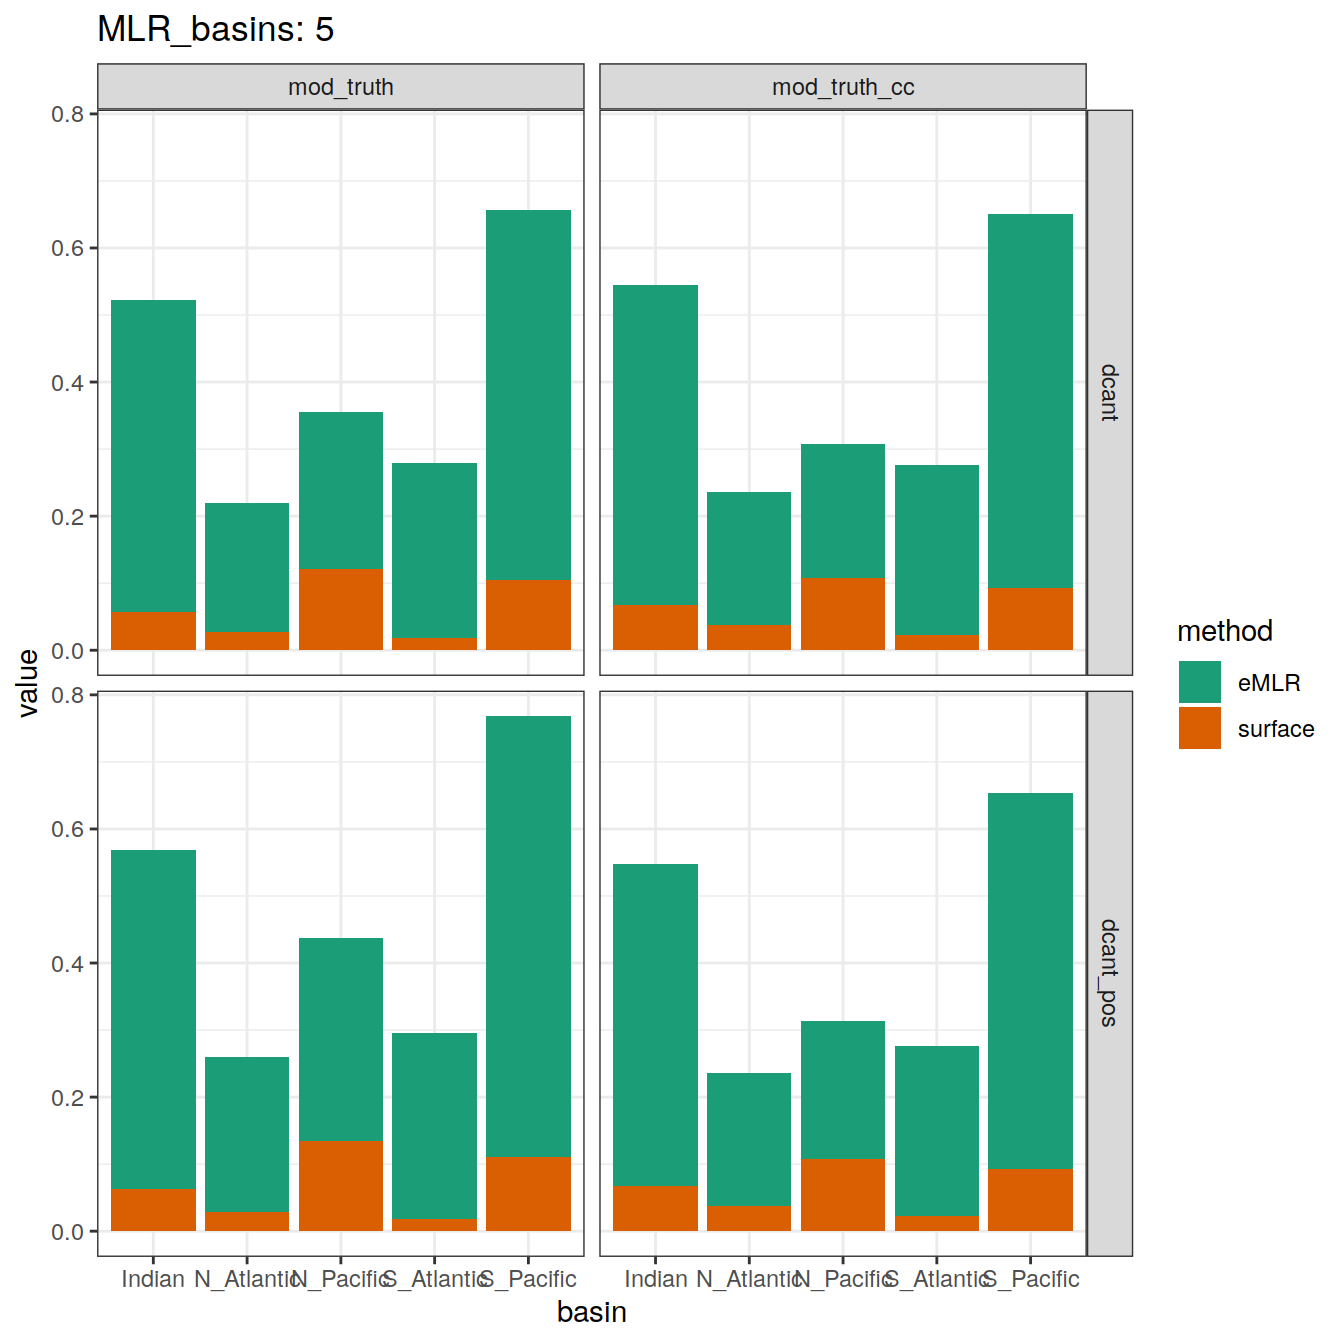 MLR_basins: 5
mod_truth
mod_truth_cc
0.8
0.6
0.4
0.2
0.0
dcant
value
0.8
0.6
0.4
0.2
0.0
dcant_pos
Indian N_Atlantic N_Pacific S_Atlantic S_Pacific
Indian N_Atlantic N_Pacific S_Atlantic S_Pacific
basin
method
eMLR
surface